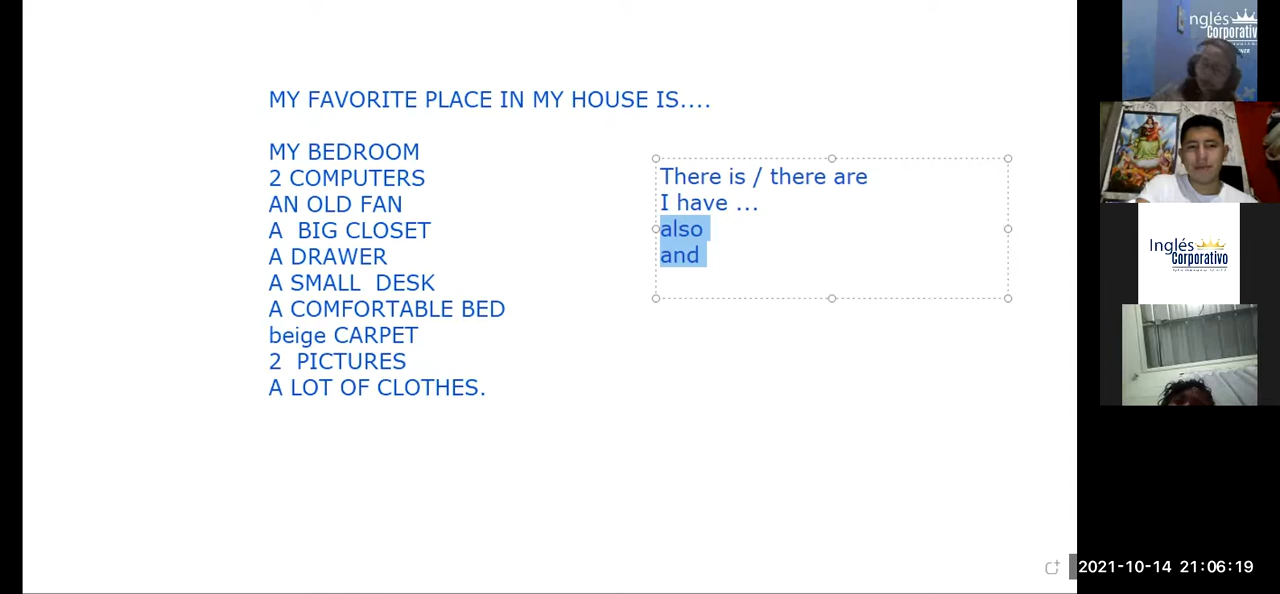 MY FAVORITE PLACE IN MY HOUSE IS....
MY BEDROOM
2 COMPUTERS
AN OLD FAN
A  BIG CLOSET
A DRAWER
A SMALL  DESK
A COMFORTABLE BED
beige CARPET
2  PICTURES
A LOT OF CLOTHES.
There is / there are
I have ...
also
and
nglés
Corporativ
Inglés
Corporativo
2021-10-14 21:06:19